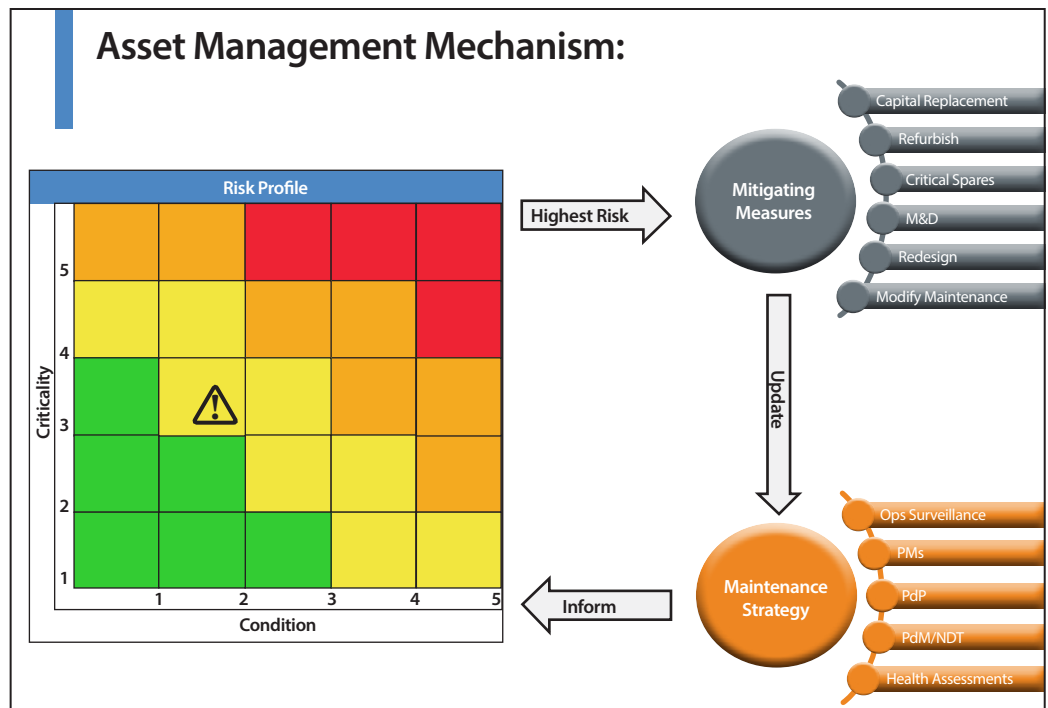 Asset Management Mechanism:
Risk Profile
Criticality
5
4
3
2
1
1 2 3 4 5
Condition
Highest Risk
Mitigating
Measures
Capital Replacement
Refurbish
Critical Spares
M&D
Redesign
Modify Maintenance
Update
Maintenance
Strategy
Ops Surveillance
PMs
PdP
PdM/NDT
Health Assessments
Inform